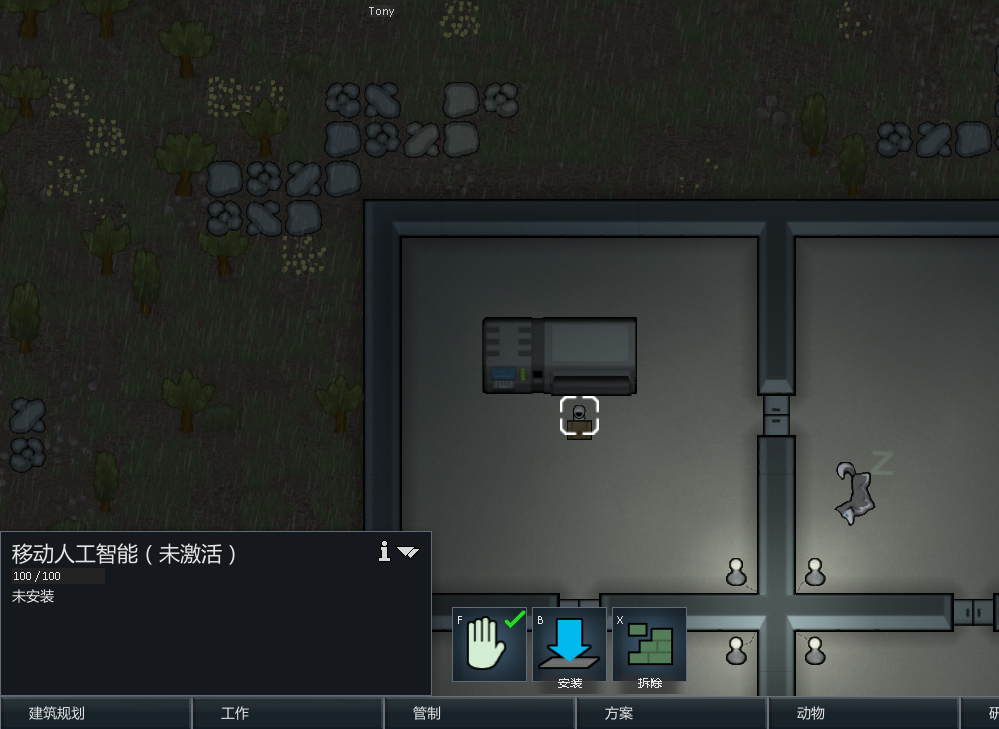 Tony
移动人工智能（未激活）
100 / 100
未安装
F
B
安装
X
拆除
建筑规划
工作
管制
方案
动物
研